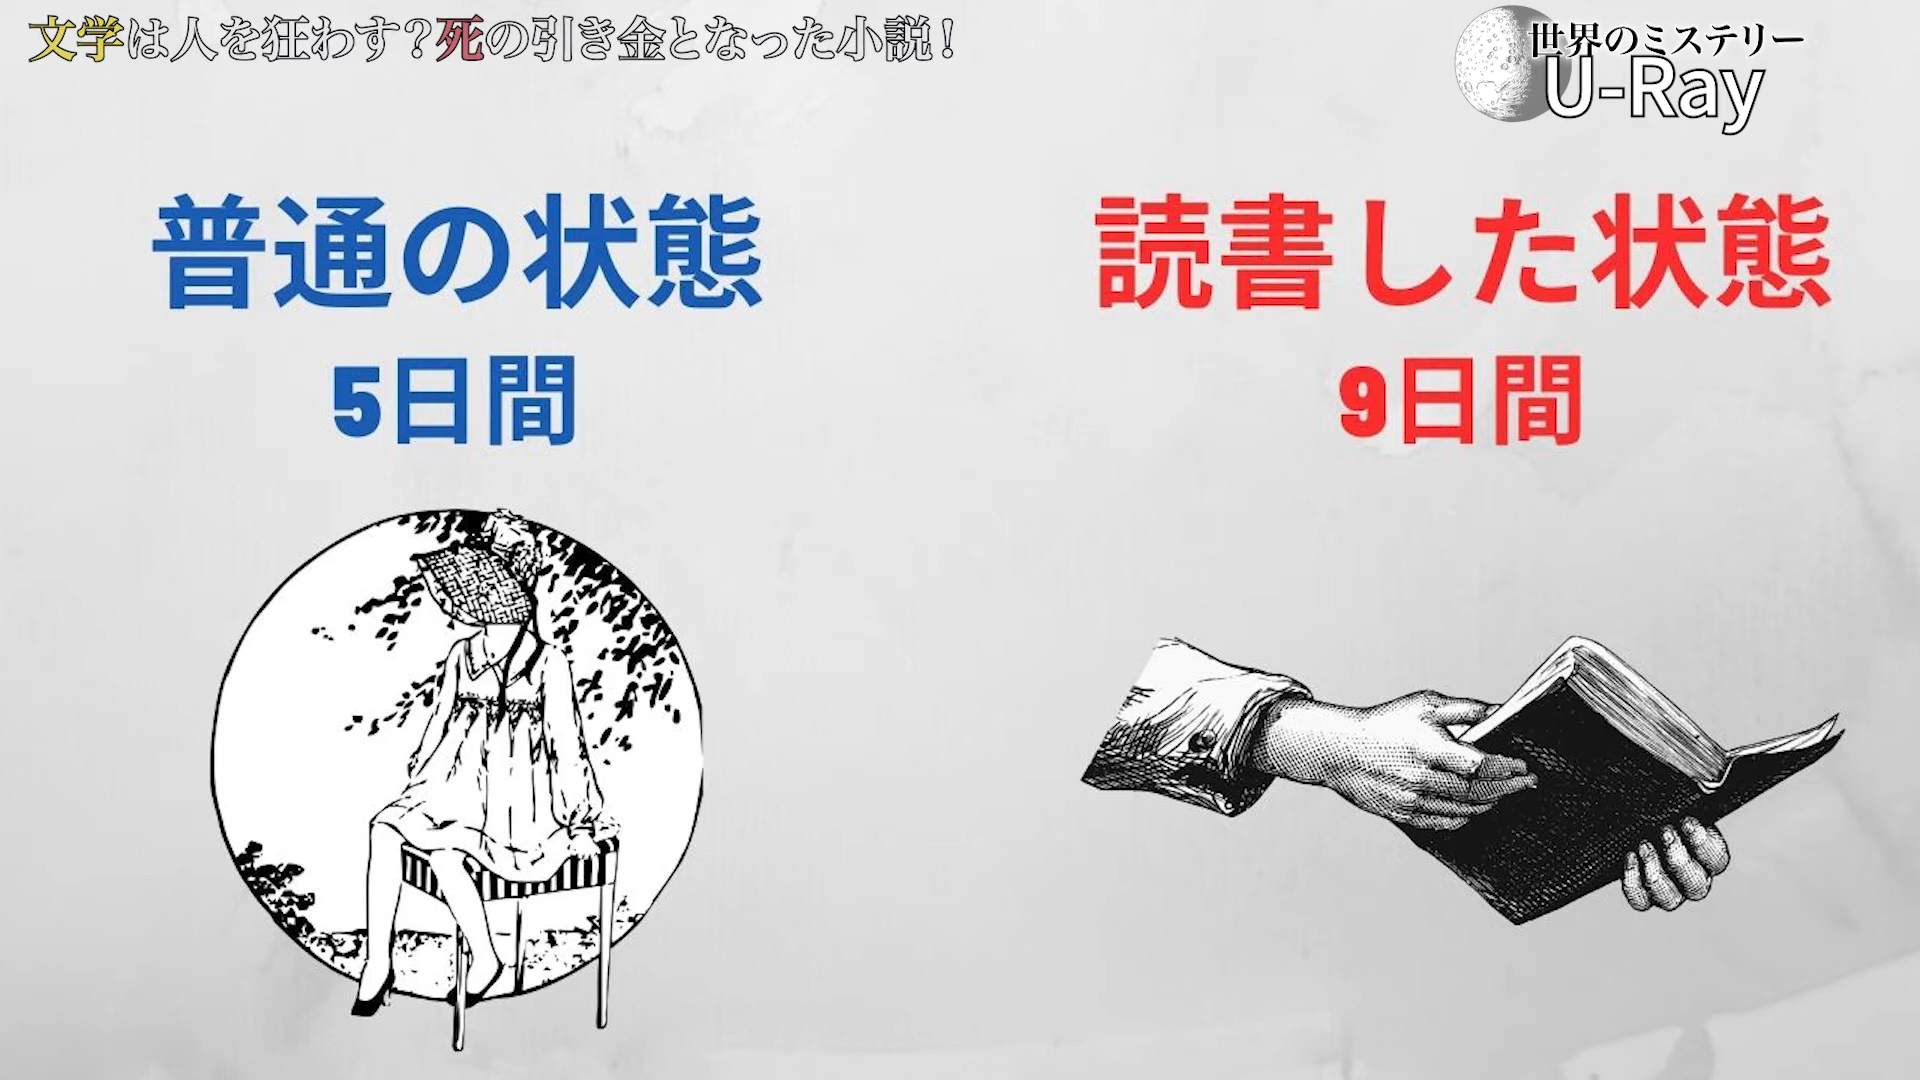 文学は人を狂わす？死の引き金となった小説！
世界のミステリー
U-Ray
普通の状態
5日間
読書した状態
9日間